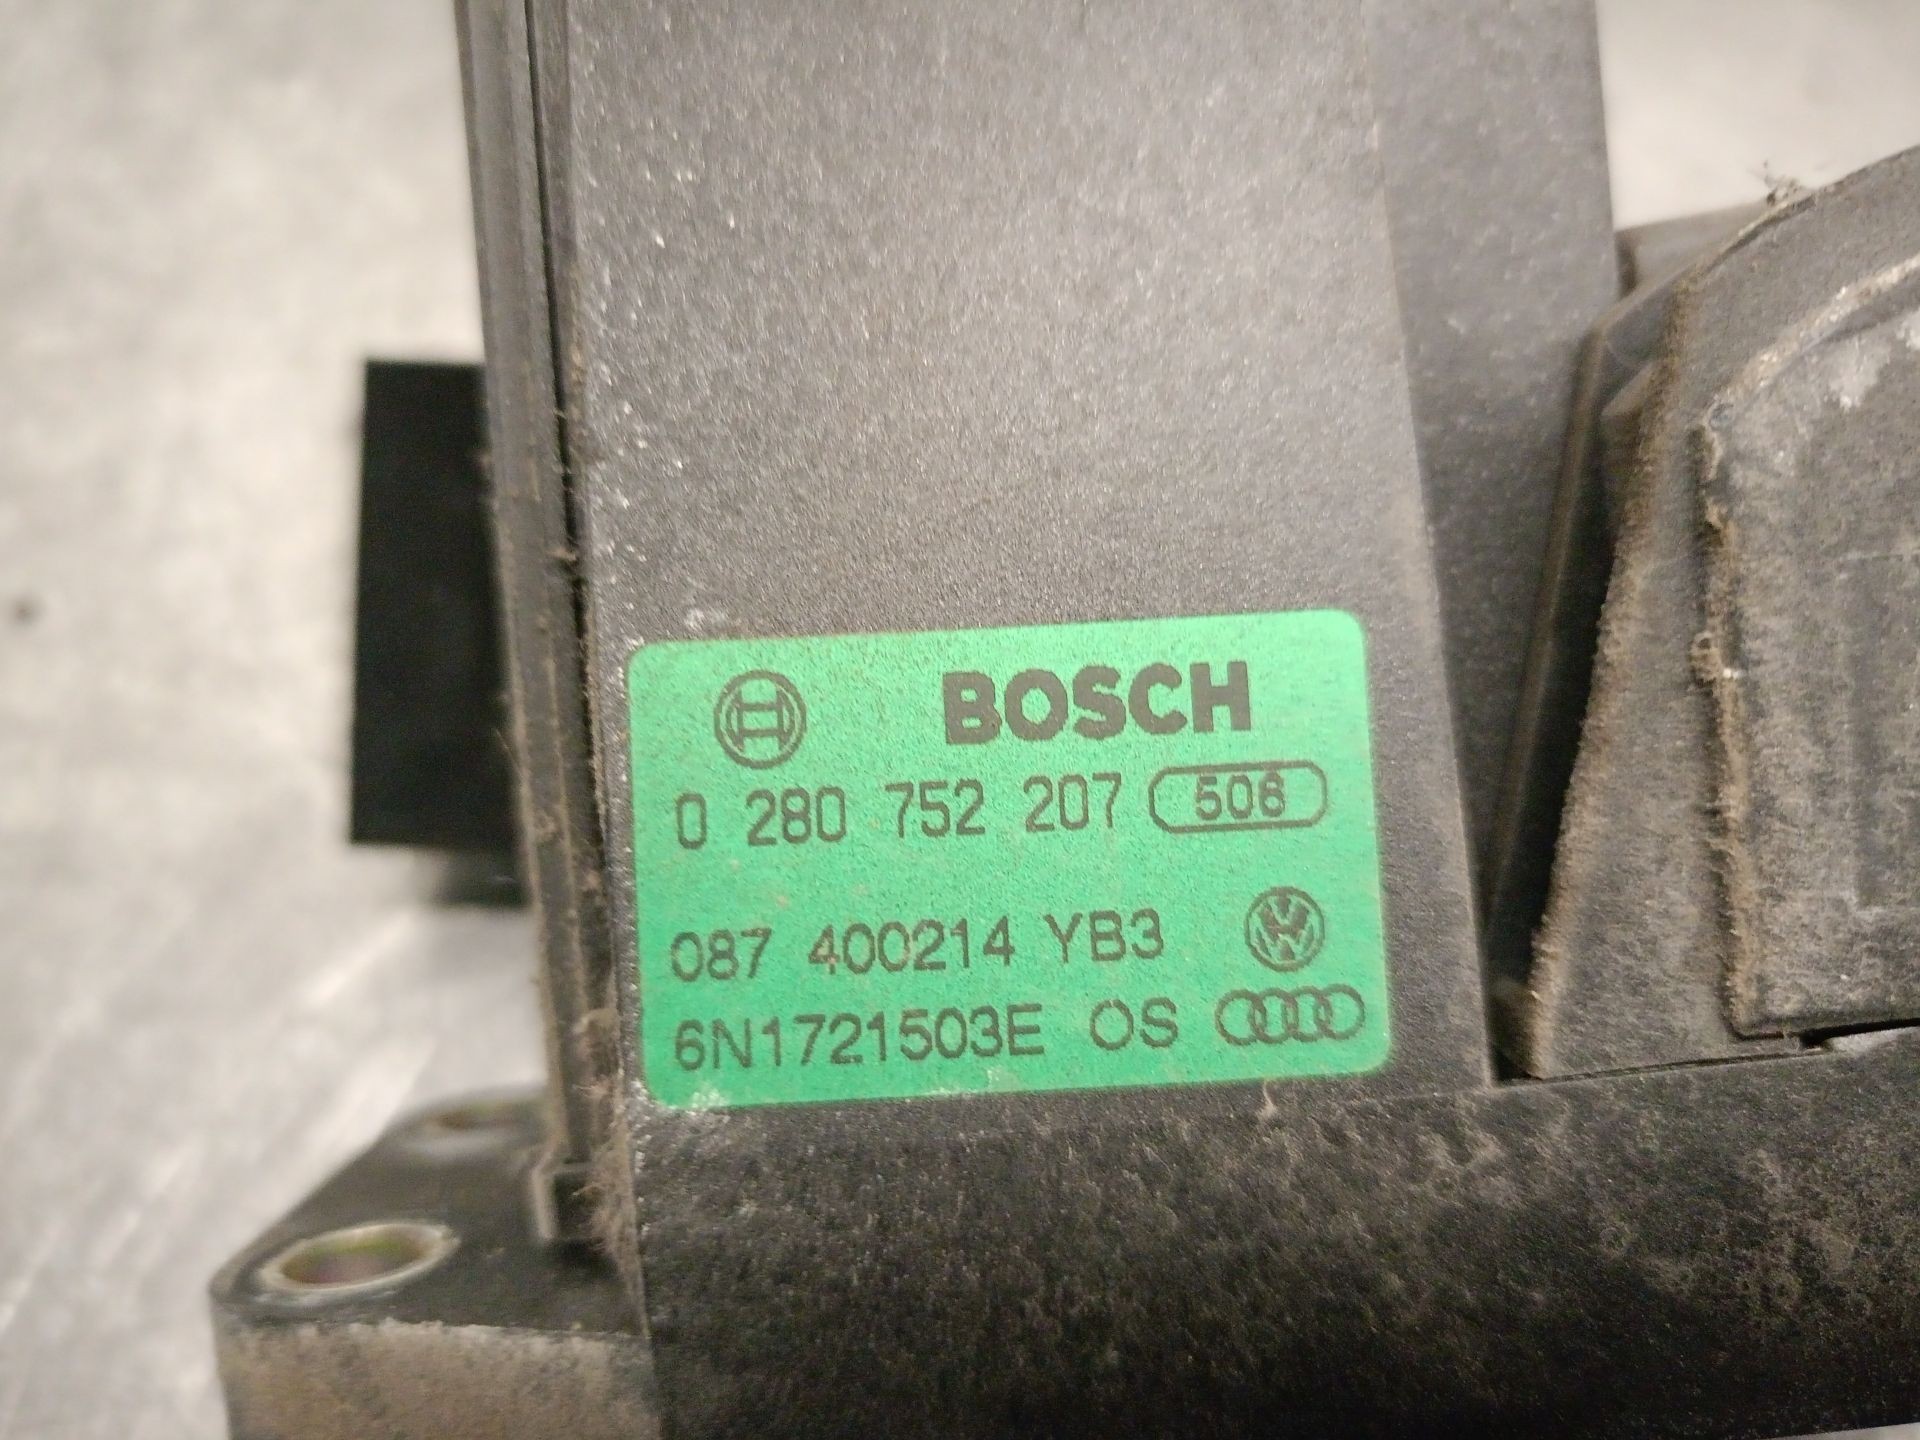 BOSCH
0 280 752 207 506
087 400214 YB3
6N1721503E OS